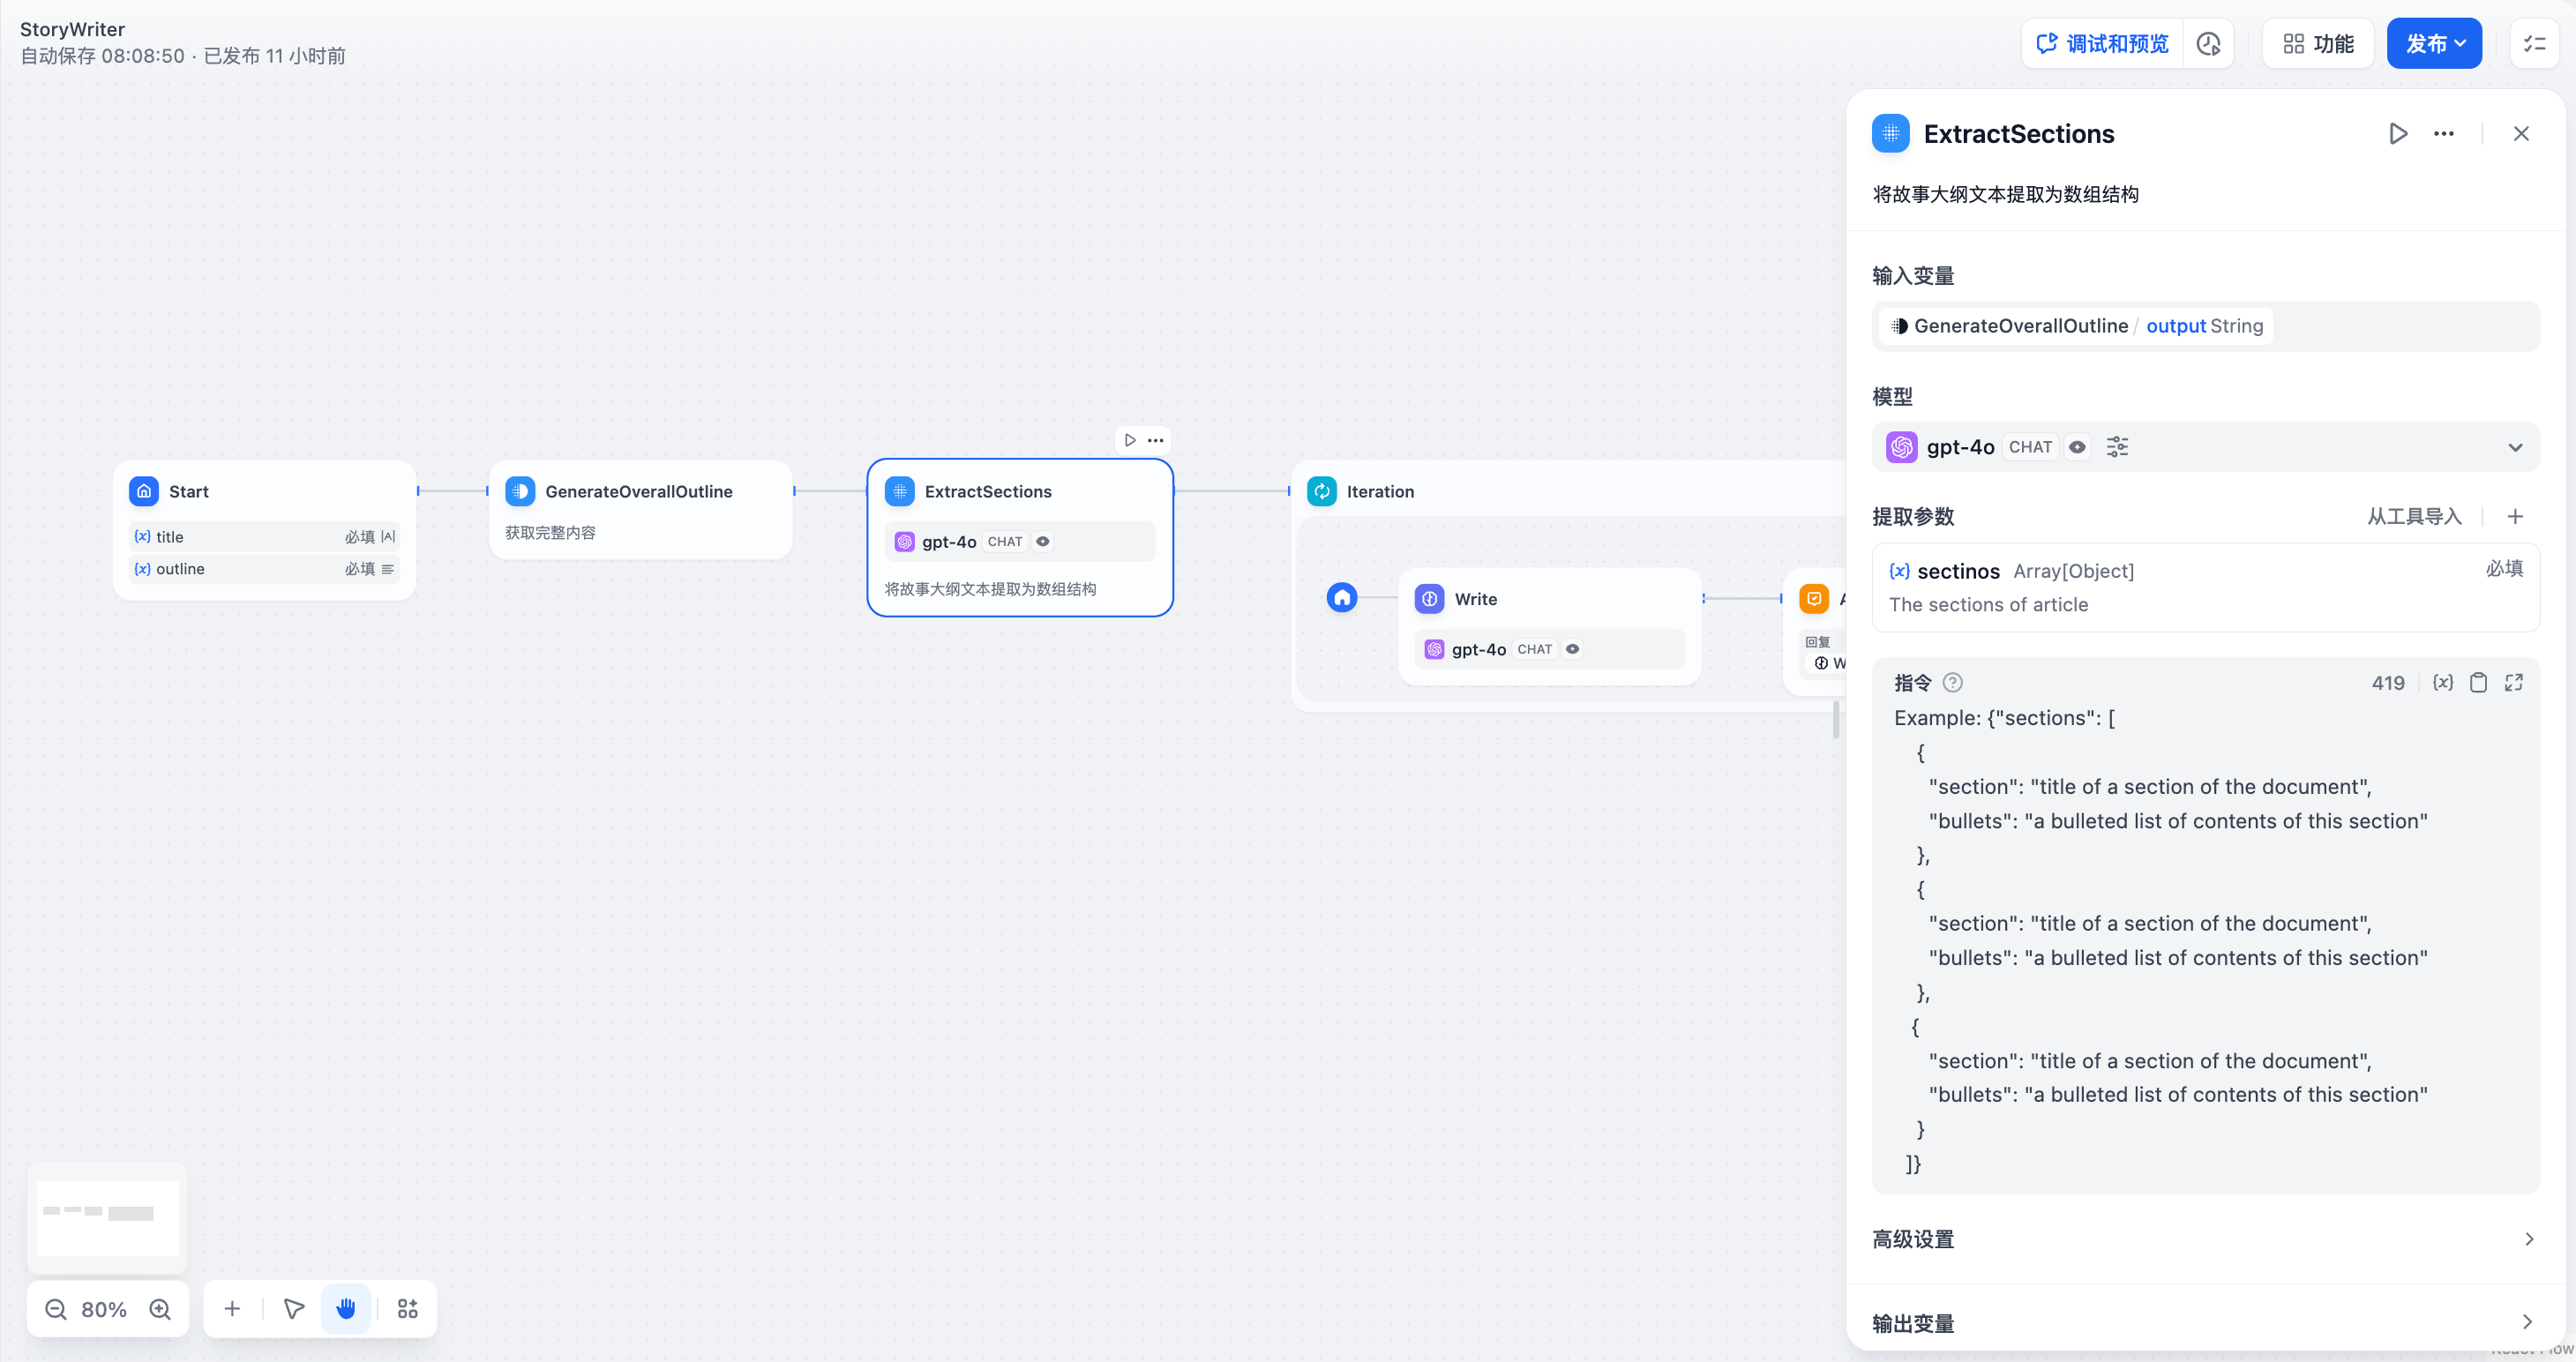 StoryWriter
自动保存 08:08:50 · 已发布 11 小时前
调试和预览
功能
发布
Start
{x} title 必填
{x} outline 必填
GenerateOverallOutline
获取完整内容
ExtractSections
gpt-4o CHAT
将故事大纲文本提取为数组结构
Iteration
Write
gpt-4o CHAT
回复
80%
ExtractSections
将故事大纲文本提取为数组结构
输入变量
GenerateOverallOutline / output String
模型
gpt-4o CHAT
提取参数 从工具导入
{x} sectinos Array[Object] 必填
The sections of article
指令 419 {x}
Example: {"sections": [
{
"section": "title of a section of the document",
"bullets": "a bulleted list of contents of this section"
},
{
"section": "title of a section of the document",
"bullets": "a bulleted list of contents of this section"
},
{
"section": "title of a section of the document",
"bullets": "a bulleted list of contents of this section"
}
]}
高级设置
输出变量